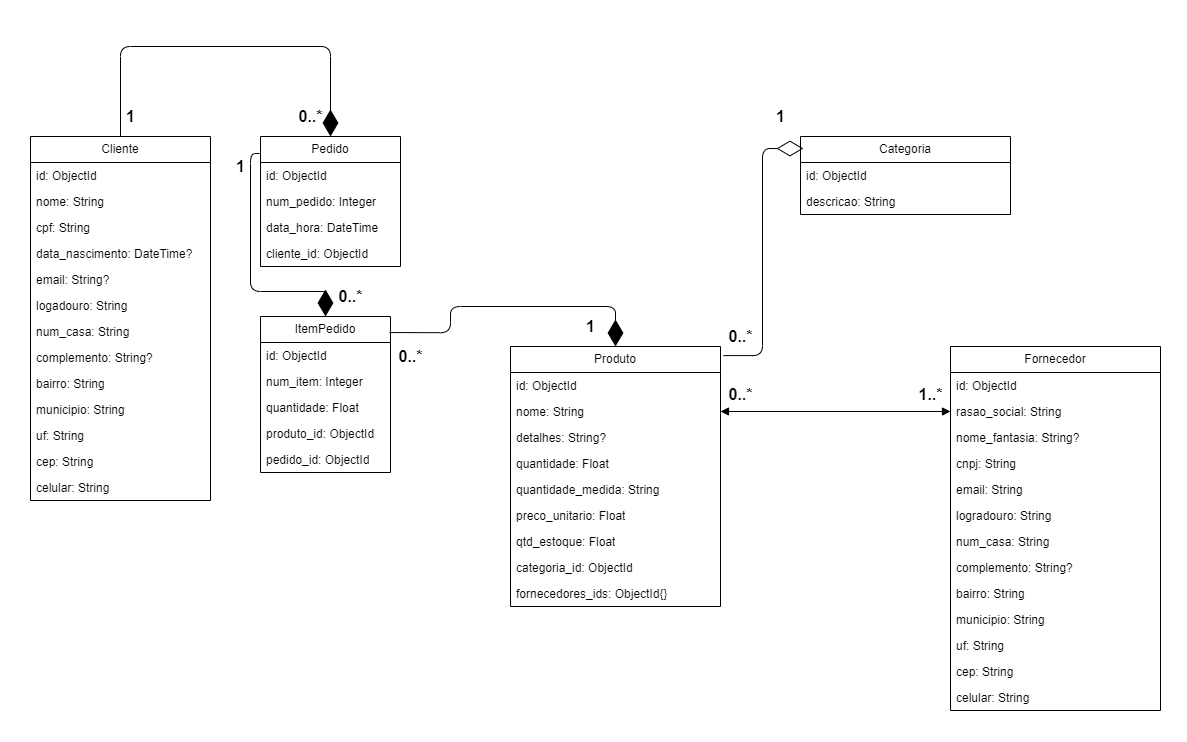 1
0..*
Cliente
id: ObjectId
nome: String
cpf: String
data_nascimento: DateTime?
email: String?
logadouro: String
num_casa: String
complemento: String?
bairro: String
municipio: String
uf: String
cep: String
celular: String
1
Pedido
id: ObjectId
num_pedido: Integer
data_hora: DateTime
cliente_id: ObjectId
0..*
ItemPedido
id: ObjectId
num_item: Integer
quantidade: Float
produto_id: ObjectId
pedido_id: ObjectId
0..*
1
Produto
id: ObjectId
nome: String
detalhes: String?
quantidade: Float
quantidade_medida: String
preco_unitario: Float
qtd_estoque: Float
categoria_id: ObjectId
fornecedores_ids: ObjectId{}
1
Categoria
id: ObjectId
descricao: String
0..*
0..*
1..*
Fornecedor
id: ObjectId
rasao_social: String
nome_fantasia: String?
cnpj: String
email: String
logradouro: String
num_casa: String
complemento: String?
bairro: String
municipio: String
uf: String
cep: String
celular: String